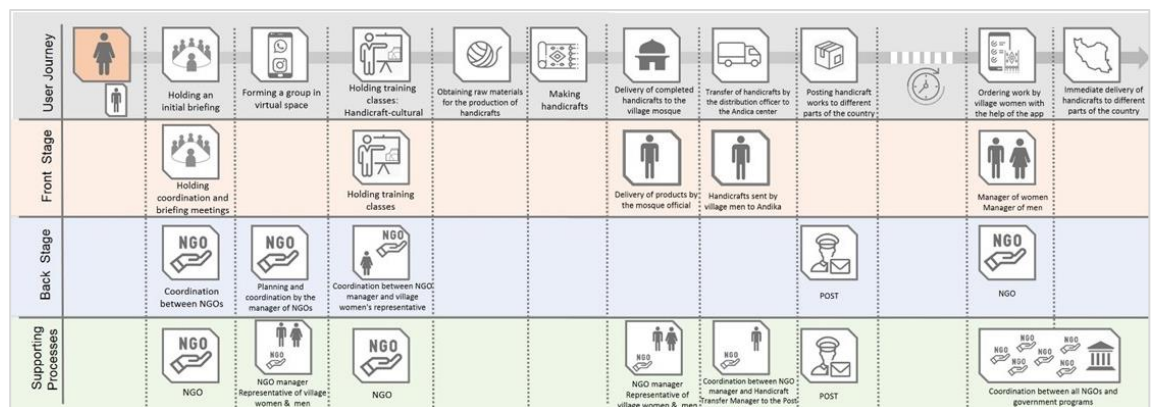 User Journey
Holding an
initial briefing
Forming a group in
virtual space
Holding training
classes:
Handicraft-cultural
Obtaining raw materials
for the production of
handicrafts
Making
handicrafts
Delivery of completed
handicrafts to the
village mosque
Transfer of handicrafts
by the distribution officer to
the Andica center
Posting handicraft
works to different
parts of the country
Ordering work by
village women with
the help of the app
Immediate delivery of
handicrafts to different
parts of the country
Front Stage
Holding
coordination and
briefing meetings
Holding training
classes
Delivery of products by
the mosque official
Handicrafts sent by
village men to Andika
Manager of women
Manager of men
Back Stage
NGO
Coordination
between NGOs
NGO
Planning and
coordination by the
manager of NGOs
NGO
Coordination between NGO
manager and village
women's representative
POST
NGO
NGO
Supporting
Processes
NGO
NGO
NGO
NGO manager
Representative of village
women & men
NGO
NGO
NGO
NGO manager
Representative of
village women & men
NGO
Coordination between NGO
manager and Handicraft
Transfer Manager to the Post
POST
NGO
NGO
NGO
NGO
NGO
NGO
Coordination between all NGOs and
government programs